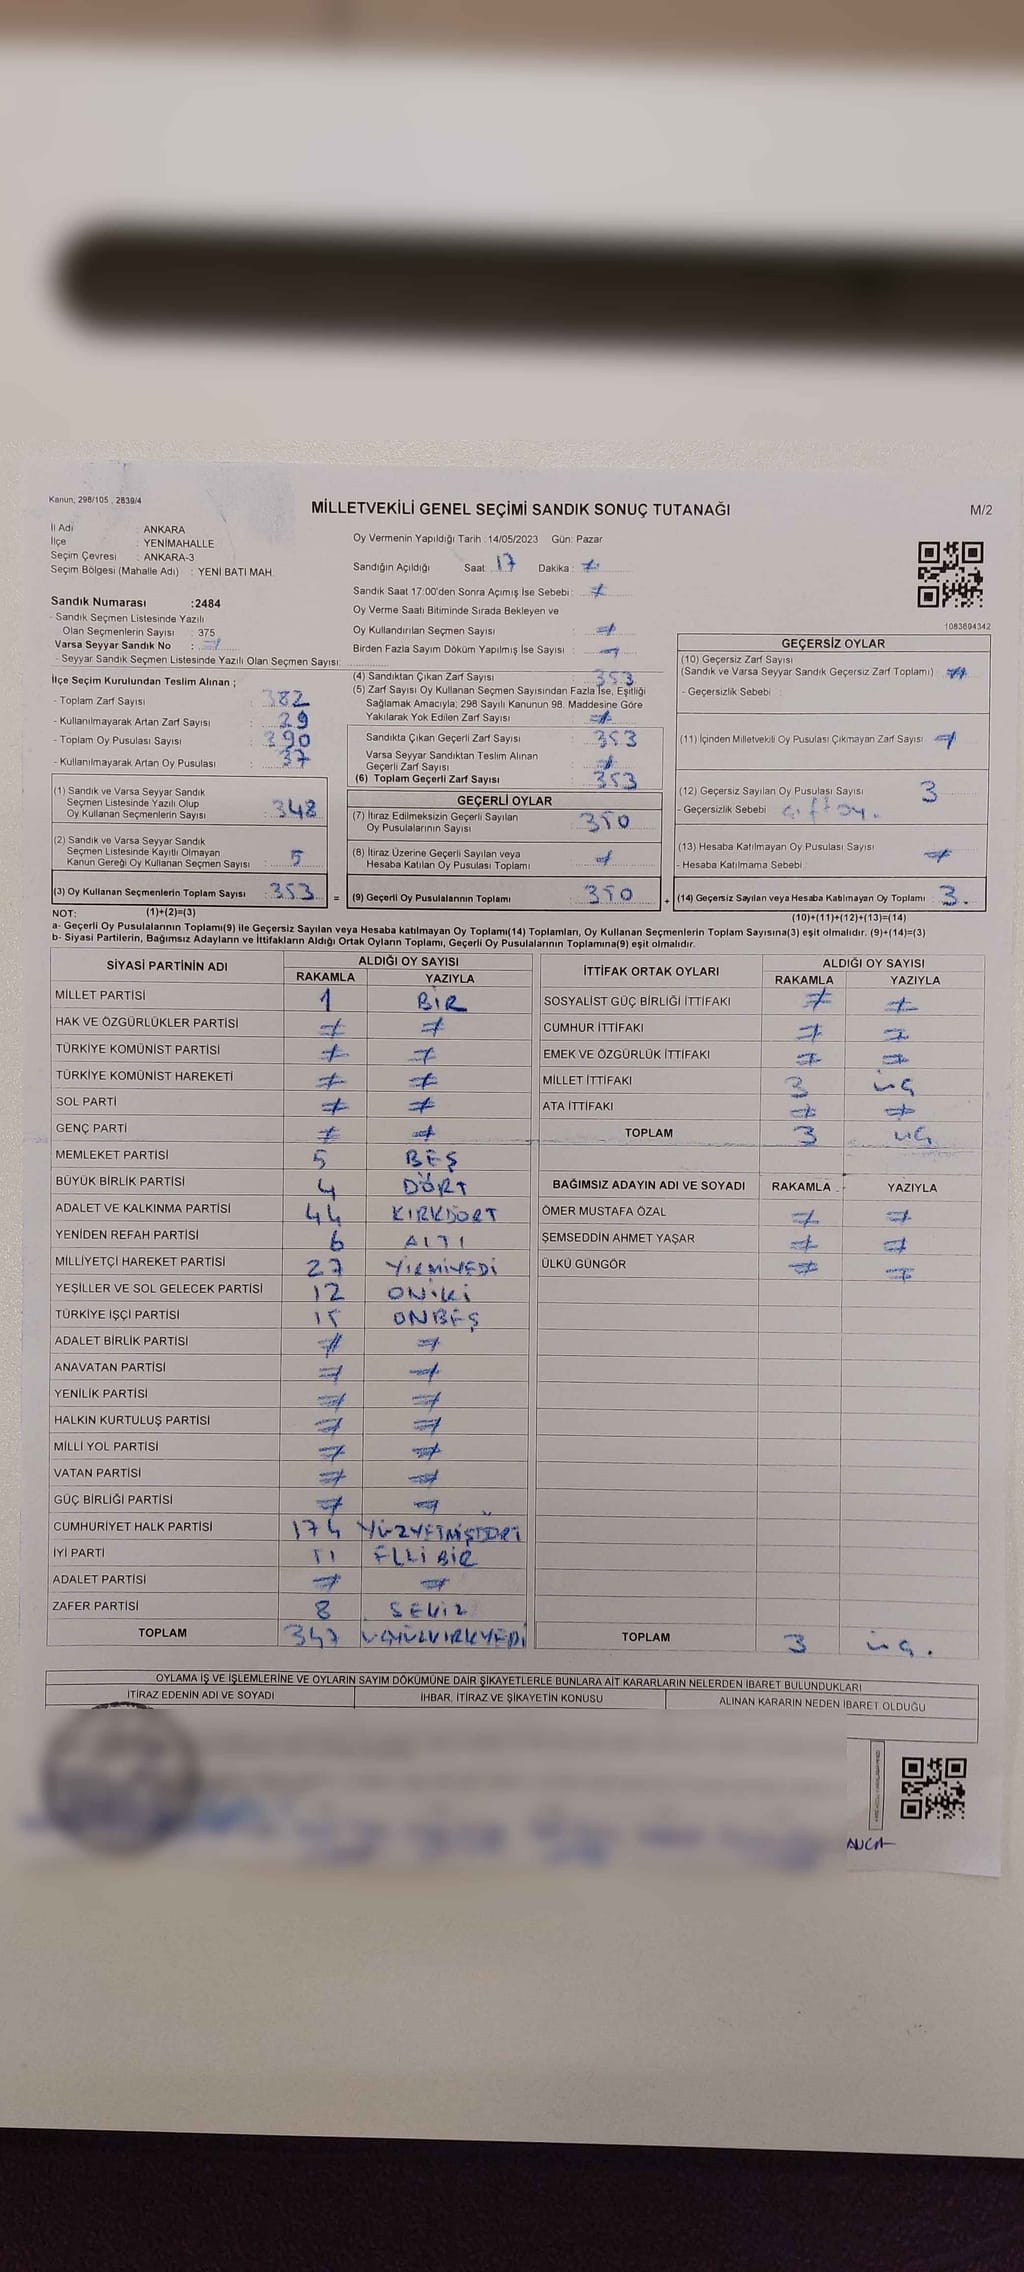 Kanun; 298/105 , 2839/4
MİLLETVEKİLİ GENEL SEÇİMİ SANDIK SONUÇ TUTANAĞI
M/2
İl Adı : ANKARA
İlçe : YENİMAHALLE
Seçim Çevresi : ANKARA-3
Seçim Bölgesi (Mahalle Adı) : YENİ BATI MAH.
Sandık Numarası :2484
- Sandık Seçmen Listesinde Yazılı
Olan Seçmenlerin Sayısı : 375
Varsa Seyyar Sandık No :
- Seyyar Sandık Seçmen Listesinde Yazılı Olan Seçmen Sayısı:
Oy Vermenin Yapıldığı Tarih : 14/05/2023 Gün: Pazar
Sandığın Açıldığı Saat: 17 Dakika :
Sandık Saat 17:00'den Sonra Açımış İse Sebebi :
Oy Verme Saati Bitiminde Sırada Bekleyen ve
Oy Kullandırılan Seçmen Sayısı :
Birden Fazla Sayım Döküm Yapılmış İse Sayısı :
1083694342
İlçe Seçim Kurulundan Teslim Alınan ;
- Toplam Zarf Sayısı : 382
- Kullanılmayarak Artan Zarf Sayısı : 29
- Toplam Oy Pusulası Sayısı : 390
- Kullanılmayarak Artan Oy Pusulası : 37
(1) Sandık ve Varsa Seyyar Sandık
Seçmen Listesinde Yazılı Olup
Oy Kullanan Seçmenlerin Sayısı : 348
(2) Sandık ve Varsa Seyyar Sandık
Seçmen Listesinde Kayıtlı Olmayan
Kanun Gereği Oy Kullanan Seçmen Sayısı : 5
(3) Oy Kullanan Seçmenlerin Toplam Sayısı : 353 =
(4) Sandıktan Çıkan Zarf Sayısı : 353
(5) Zarf Sayısı Oy Kullanan Seçmen Sayısından Fazla İse, Eşitliği
Sağlamak Amacıyla; 298 Sayılı Kanunun 98. Maddesine Göre
Yakılarak Yok Edilen Zarf Sayısı :
Sandıkta Çıkan Geçerli Zarf Sayısı : 353
Varsa Seyyar Sandıktan Teslim Alınan
Geçerli Zarf Sayısı :
(6) Toplam Geçerli Zarf Sayısı : 353
GEÇERLİ OYLAR
(7) İtiraz Edilmeksizin Geçerli Sayılan
Oy Pusulalarının Sayısı : 350
(8) İtiraz Üzerine Geçerli Sayılan veya
Hesaba Katılan Oy Pusulası Toplamı :
(9) Geçerli Oy Pusulalarının Toplamı : 350 +
GEÇERSİZ OYLAR
(10) Geçersiz Zarf Sayısı
(Sandık ve Varsa Seyyar Sandık Geçersiz Zarf Toplamı) :
- Geçersizlik Sebebi :
(11) İçinden Milletvekili Oy Pusulası Çıkmayan Zarf Sayısı :
(12) Geçersiz Sayılan Oy Pusulası Sayısı : 3
- Geçersizlik Sebebi : çift oy.
(13) Hesaba Katılmayan Oy Pusulası Sayısı :
- Hesaba Katılmama Sebebi :
(14) Geçersiz Sayılan veya Hesaba Katılmayan Oy Toplamı : 3.
NOT: (1)+(2)=(3) (10)+(11)+(12)+(13)=(14)
a- Geçerli Oy Pusulalarının Toplamı(9) ile Geçersiz Sayılan veya Hesaba katılmayan Oy Toplamı(14) Toplamları, Oy Kullanan Seçmenlerin Toplam Sayısına(3) eşit olmalıdır. (9)+(14)=(3)
b- Siyasi Partilerin, Bağımsız Adayların ve İttifakların Aldığı Ortak Oyların Toplamı, Geçerli Oy Pusulalarının Toplamına(9) eşit olmalıdır.
SİYASİ PARTİNİN ADI ALDIĞI OY SAYISI
RAKAMLA YAZIYLA
MİLLET PARTİSİ 1 BİR
HAK VE ÖZGÜRLÜKLER PARTİSİ
TÜRKİYE KOMÜNİST PARTİSİ
TÜRKİYE KOMÜNİST HAREKETİ
SOL PARTİ
GENÇ PARTİ
MEMLEKET PARTİSİ 5 BEŞ
BÜYÜK BİRLİK PARTİSİ 4 DÖRT
ADALET VE KALKINMA PARTİSİ 44 KIRKDÖRT
YENİDEN REFAH PARTİSİ 6 ALTI
MİLLİYETÇİ HAREKET PARTİSİ 27 YİRMİYEDİ
YEŞİLLER VE SOL GELECEK PARTİSİ 12 ONİKİ
TÜRKİYE İŞÇİ PARTİSİ 15 ONBEŞ
ADALET BİRLİK PARTİSİ
ANAVATAN PARTİSİ
YENİLİK PARTİSİ
HALKIN KURTULUŞ PARTİSİ
MİLLİ YOL PARTİSİ
VATAN PARTİSİ
GÜÇ BİRLİĞİ PARTİSİ
CUMHURİYET HALK PARTİSİ 174 YÜZYETMİŞDÖRT
İYİ PARTİ 51 ELLİ BİR
ADALET PARTİSİ
ZAFER PARTİSİ 8 SEKİZ
TOPLAM 347 ÜÇYÜZKIRKYEDİ
İTTİFAK ORTAK OYLARI ALDIĞI OY SAYISI
RAKAMLA YAZIYLA
SOSYALİST GÜÇ BİRLİĞİ İTTİFAKI
CUMHUR İTTİFAKI
EMEK VE ÖZGÜRLÜK İTTİFAKI
MİLLET İTTİFAKI 3 üç
ATA İTTİFAKI
TOPLAM 3 üç
BAĞIMSIZ ADAYIN ADI VE SOYADI RAKAMLA YAZIYLA
ÖMER MUSTAFA ÖZAL
ŞEMSEDDİN AHMET YAŞAR
ÜLKÜ GÜNGÖR
TOPLAM 3 üç.
OYLAMA İŞ VE İŞLEMLERİNE VE OYLARIN SAYIM DÖKÜMÜNE DAİR ŞİKAYETLERLE BUNLARA AİT KARARLARIN NELERDEN İBARET BULUNDUKLARI
İTİRAZ EDENİN ADI VE SOYADI İHBAR, İTİRAZ VE ŞİKAYETİN KONUSU ALINAN KARARIN NEDEN İBARET OLDUĞU